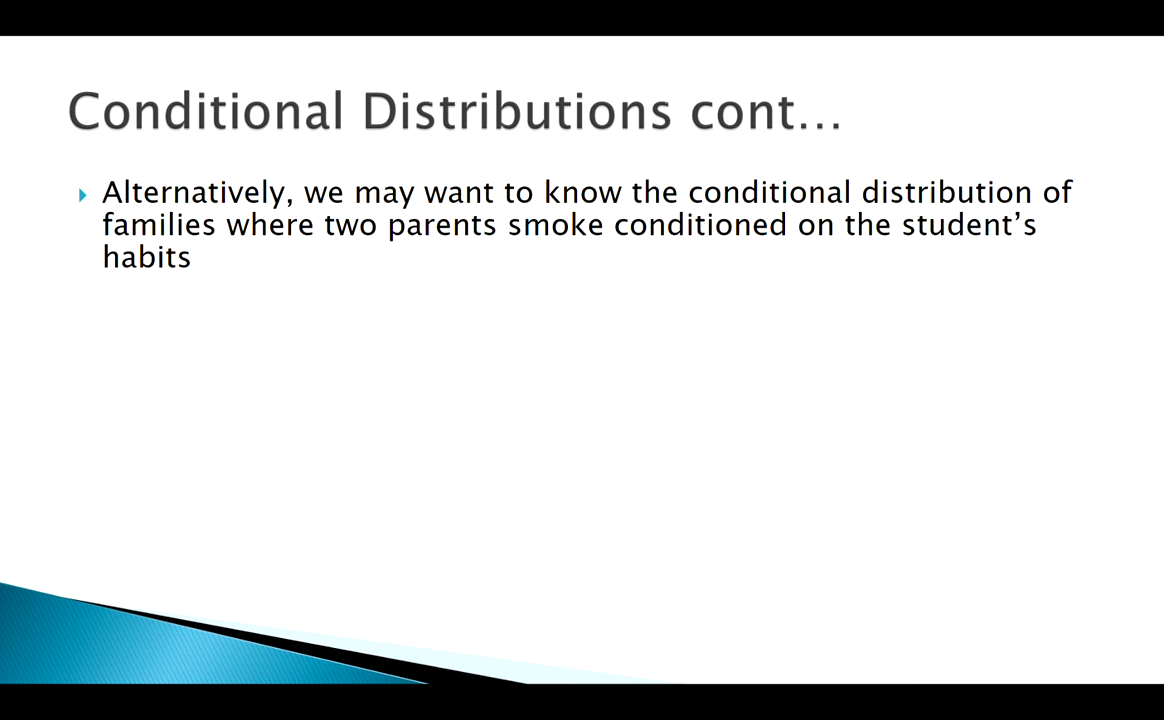 Conditional Distributions cont…
Alternatively, we may want to know the conditional distribution of
families where two parents smoke conditioned on the student’s
habits